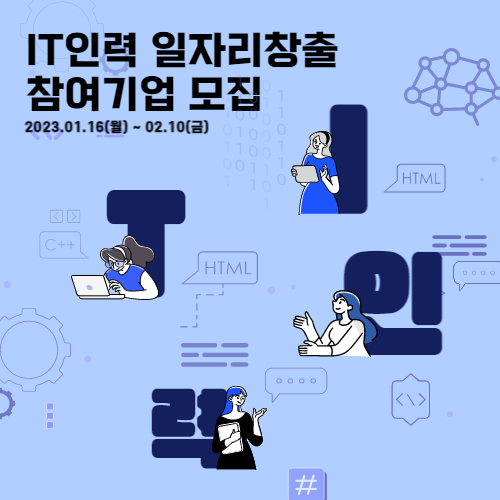 IT인력 일자리창출
참여기업 모집
2023.01.16(월) ~ 02.10(금)
I
HTML
T
C++
HTML
인
력
<\>
#